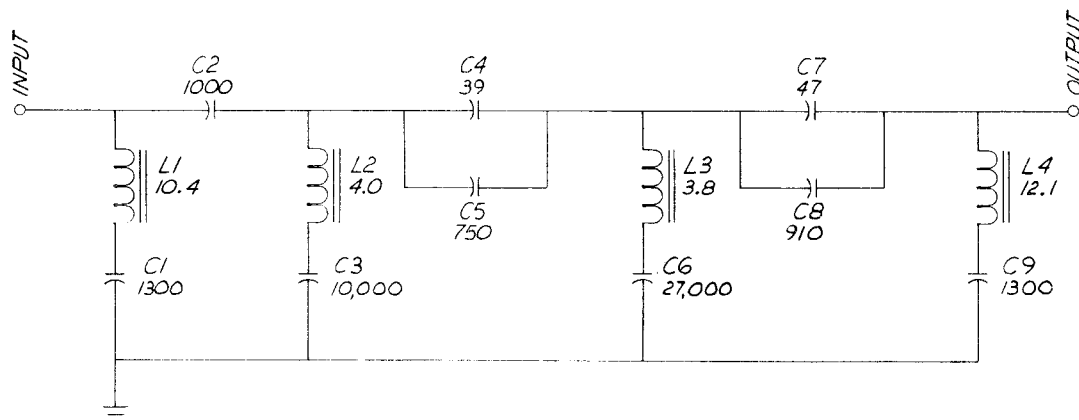 INPUT
C2
1000
C4
39
C7
47
OUTPUT
L1
10.4
L2
4.0
C5
750
L3
3.8
C8
910
L4
12.1
C1
1300
C3
10,000
C6
27,000
C9
1300